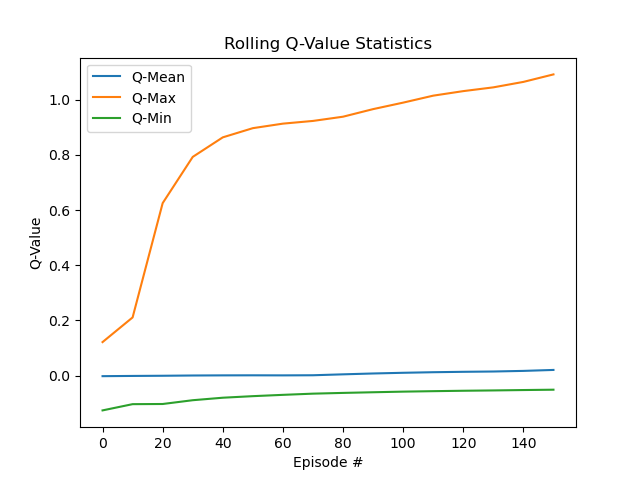 Rolling Q-Value Statistics
Q-Mean
Q-Max
Q-Min
1.0
0.8
0.6
0.4
0.2
0.0
Q-Value
0 20 40 60 80 100 120 140
Episode #